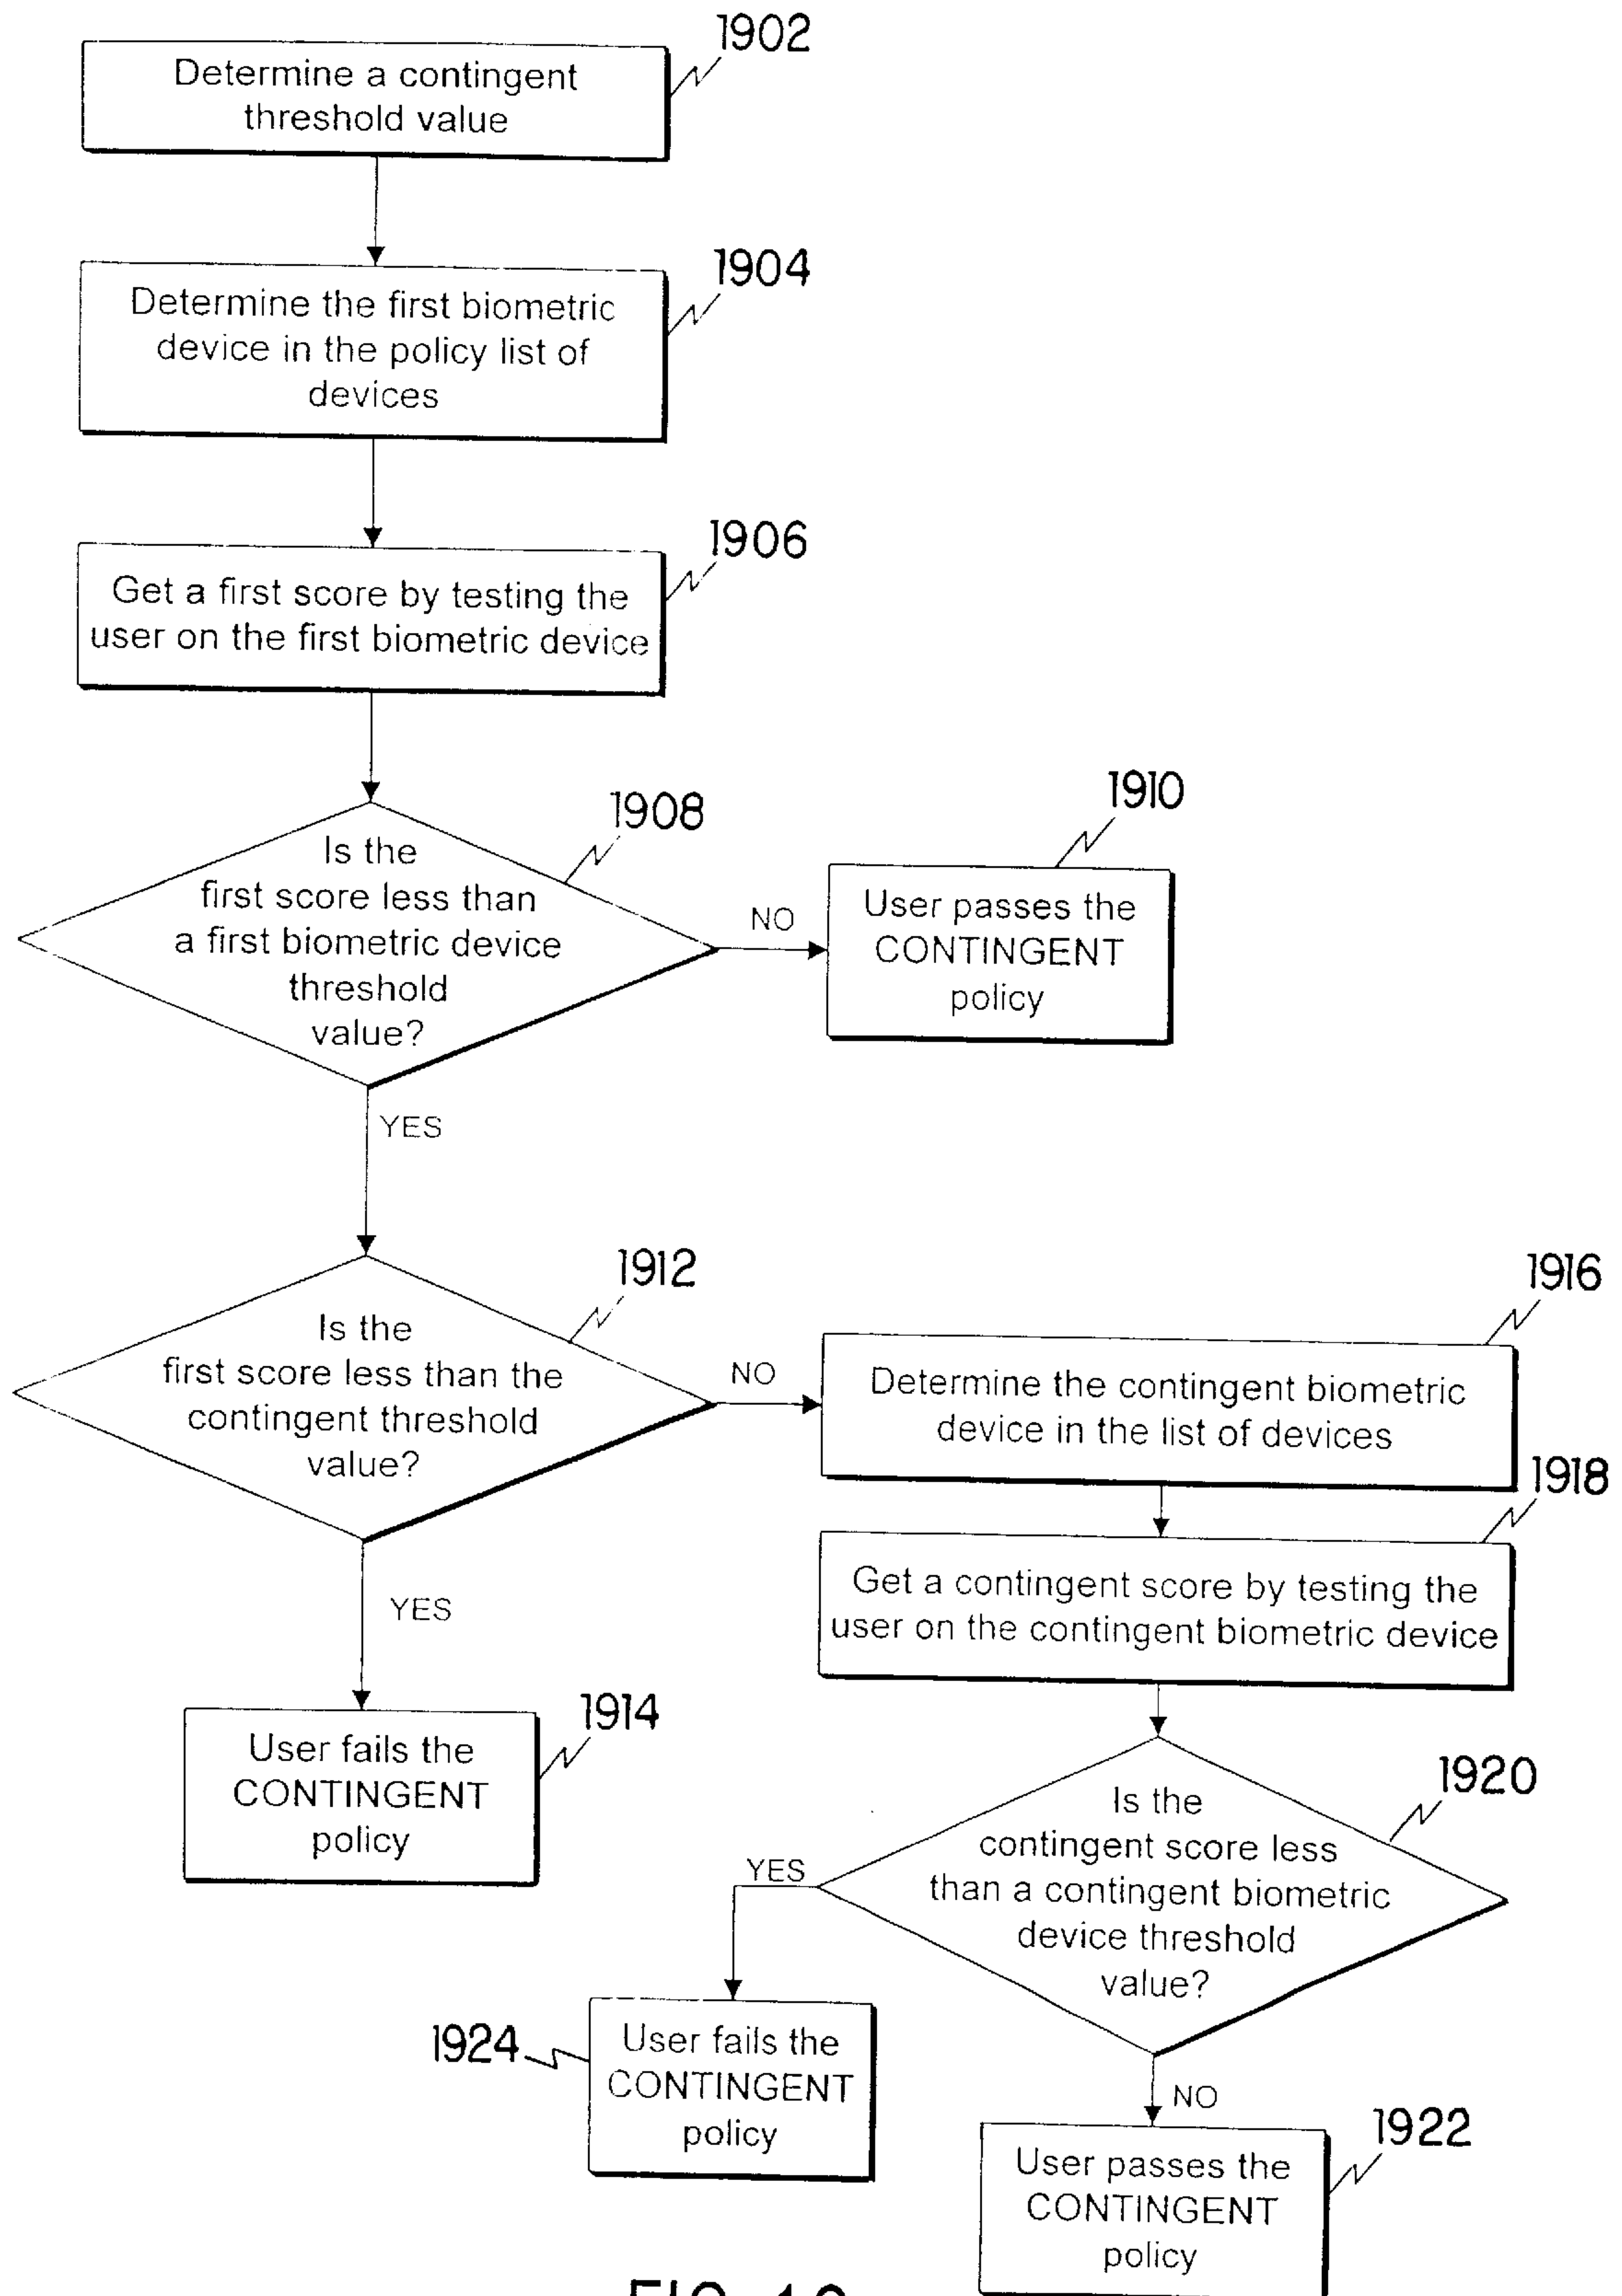 1902
Determine a contingent
threshold value
1904
Determine the first biometric
device in the policy list of
devices
1906
Get a first score by testing the
user on the first biometric device
1908
Is the
first score less than
a first biometric device
threshold
value?
NO
1910
User passes the
CONTINGENT
policy
YES
1912
Is the
first score less than the
contingent threshold
value?
NO
1916
Determine the contingent biometric
device in the list of devices
1918
Get a contingent score by testing the
user on the contingent biometric device
YES
1914
User fails the
CONTINGENT
policy
1920
Is the
contingent score less
than a contingent biometric
device threshold
value?
YES
1924
User fails the
CONTINGENT
policy
NO
1922
User passes the
CONTINGENT
policy